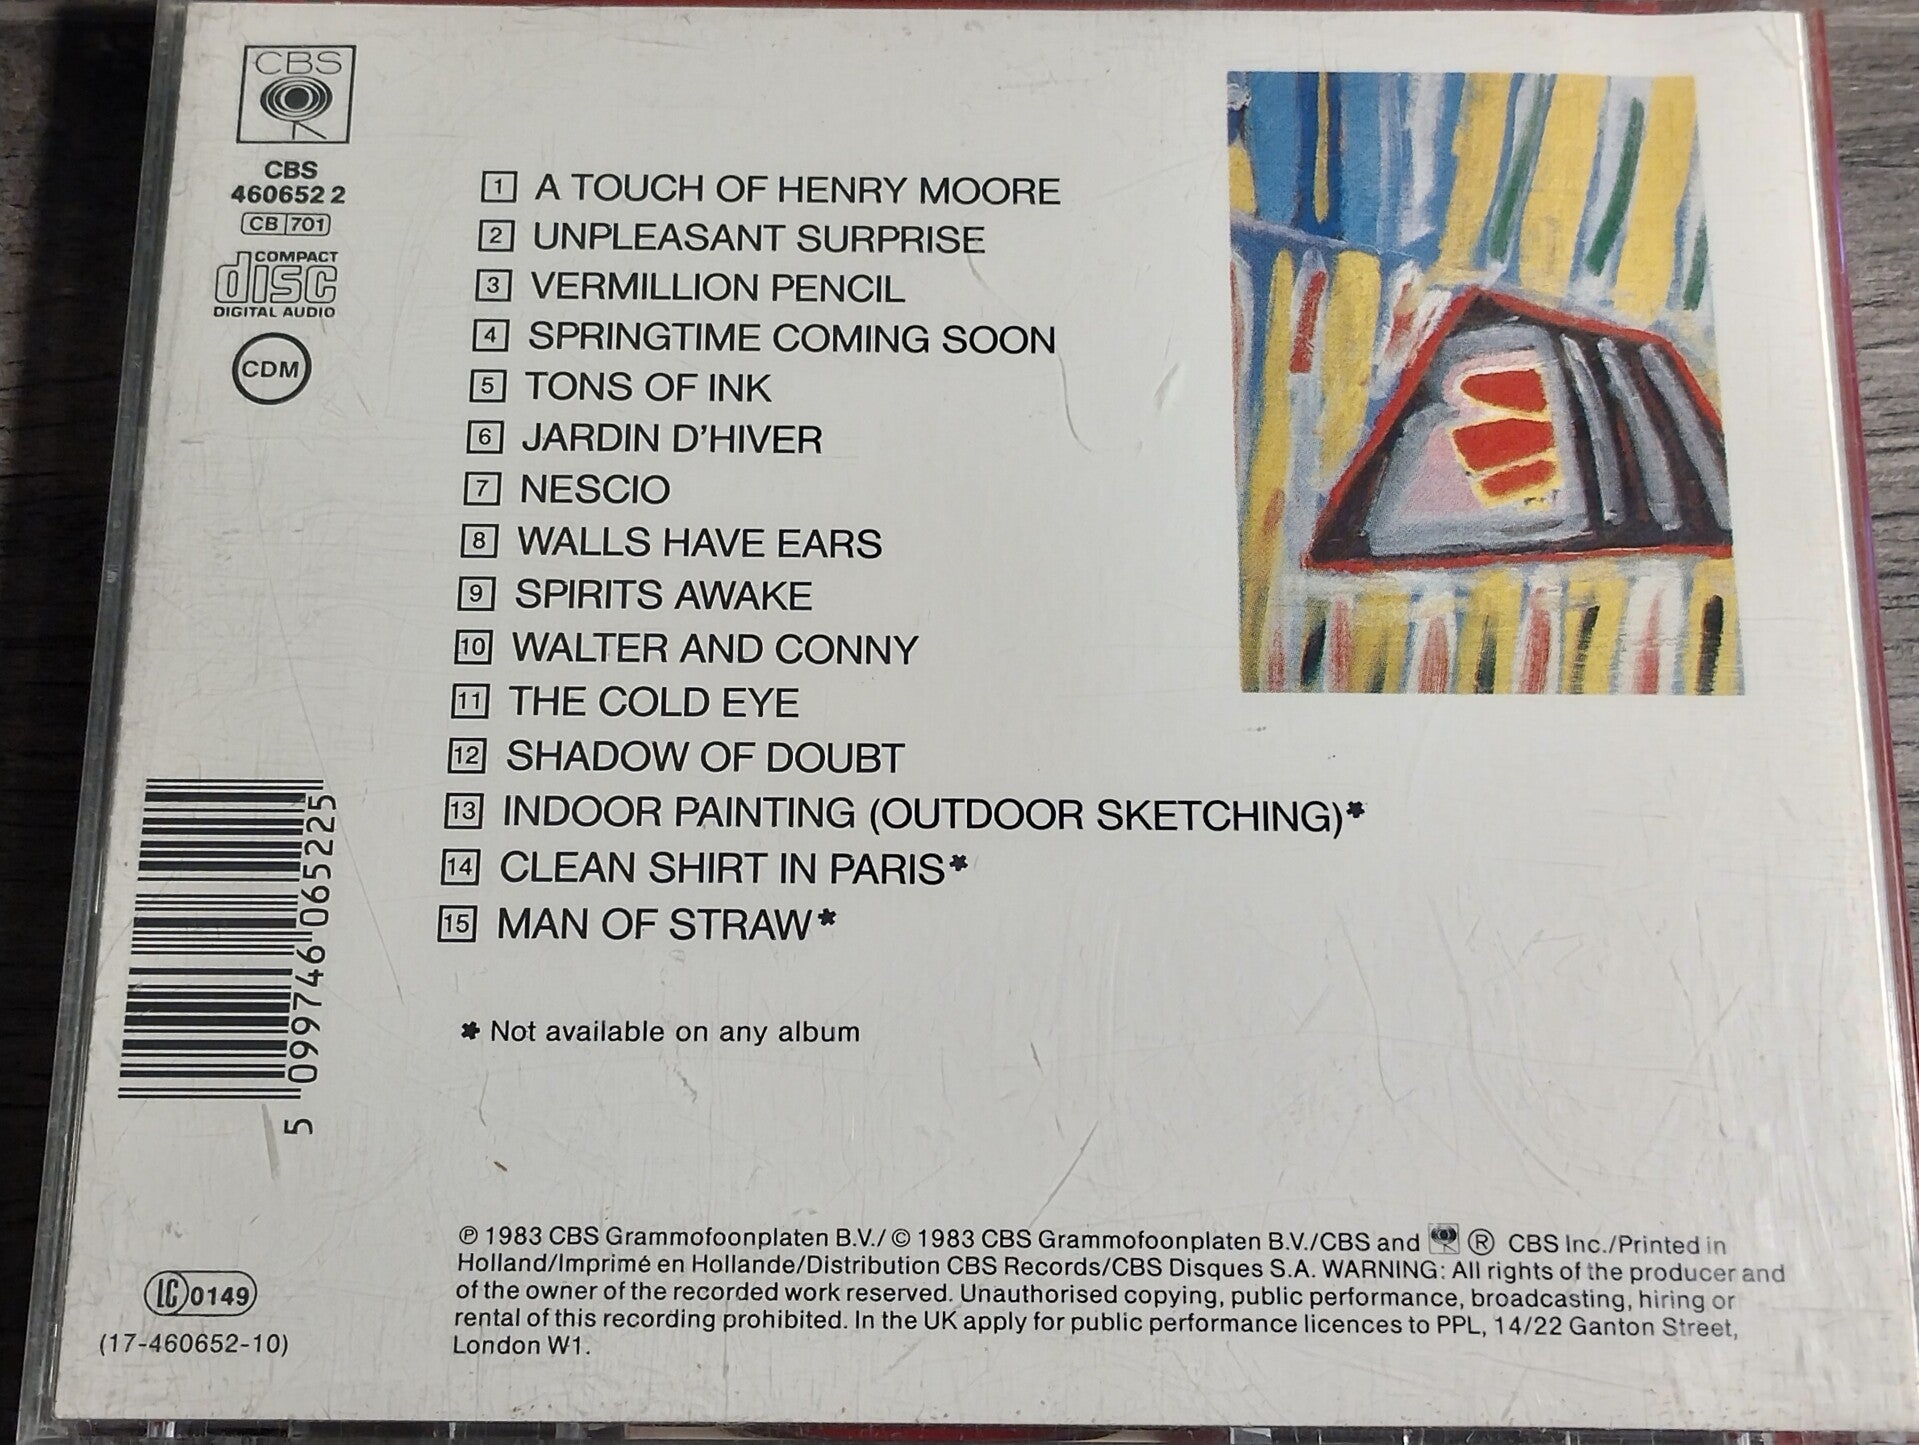 CBS
CBS
460652 2
CB 701
COMPACT
disc
DIGITAL AUDIO
CDM
1 A TOUCH OF HENRY MOORE
2 UNPLEASANT SURPRISE
3 VERMILLION PENCIL
4 SPRINGTIME COMING SOON
5 TONS OF INK
6 JARDIN D'HIVER
7 NESCIO
8 WALLS HAVE EARS
9 SPIRITS AWAKE
10 WALTER AND CONNY
11 THE COLD EYE
12 SHADOW OF DOUBT
13 INDOOR PAINTING (OUTDOOR SKETCHING)*
14 CLEAN SHIRT IN PARIS*
15 MAN OF STRAW*
* Not available on any album
5 099746 065225
℗ 1983 CBS Grammofoonplaten B.V./ © 1983 CBS Grammofoonplaten B.V./CBS and ® CBS Inc./Printed in
Holland/Imprimé en Hollande/Distribution CBS Records/CBS Disques S.A. WARNING: All rights of the producer and
of the owner of the recorded work reserved. Unauthorised copying, public performance, broadcasting, hiring or
rental of this recording prohibited. In the UK apply for public performance licences to PPL, 14/22 Ganton Street,
London W1.
LC 0149
(17-460652-10)